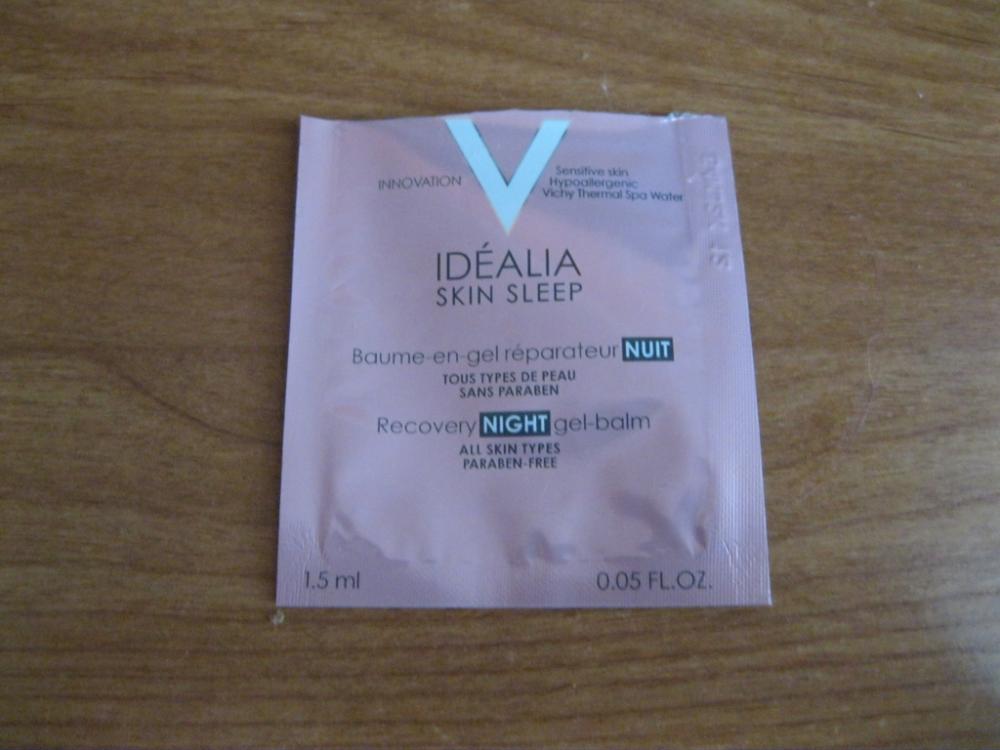 V
INNOVATION
Sensitive skin
Hypoallergenic
Vichy Thermal Spa Water
IDÉALIA
SKIN SLEEP
Baume-en-gel réparateur NUIT
TOUS TYPES DE PEAU
SANS PARABEN
Recovery NIGHT gel-balm
ALL SKIN TYPES
PARABEN-FREE
1.5 ml
0.05 FL.OZ.